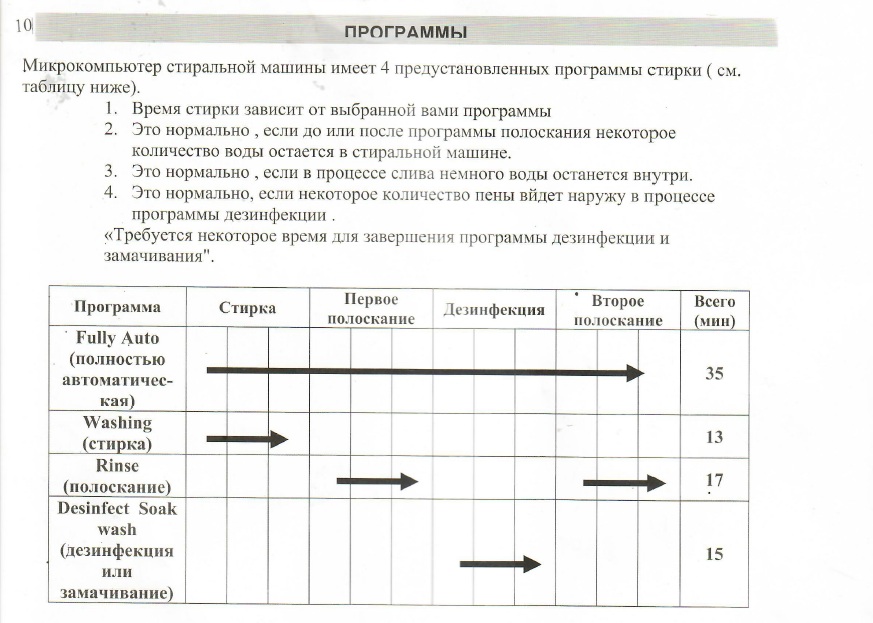 10
ПРОГРАММЫ
Микрокомпьютер стиральной машины имеет 4 предустановленных программы стирки ( см.
таблицу ниже).
1. Время стирки зависит от выбранной вами программы
2. Это нормально , если до или после программы полоскания некоторое
количество воды остается в стиральной машине.
3. Это нормально , если в процессе слива немного воды останется внутри.
4. Это нормально, если некоторое количество пены вйдет наружу в процессе
программы дезинфекции .
«Требуется некоторое время для завершения программы дезинфекции и
замачивания".
Программа Стирка Первое полоскание Дезинфекция Второе полоскание Всего (мин)
Fully Auto
(полностью
автоматичес-
кая)
35
Washing
(стирка)
13
Rinse
(полоскание)
17
Desinfect Soak
wash
(дезинфекция
или
замачивание)
15